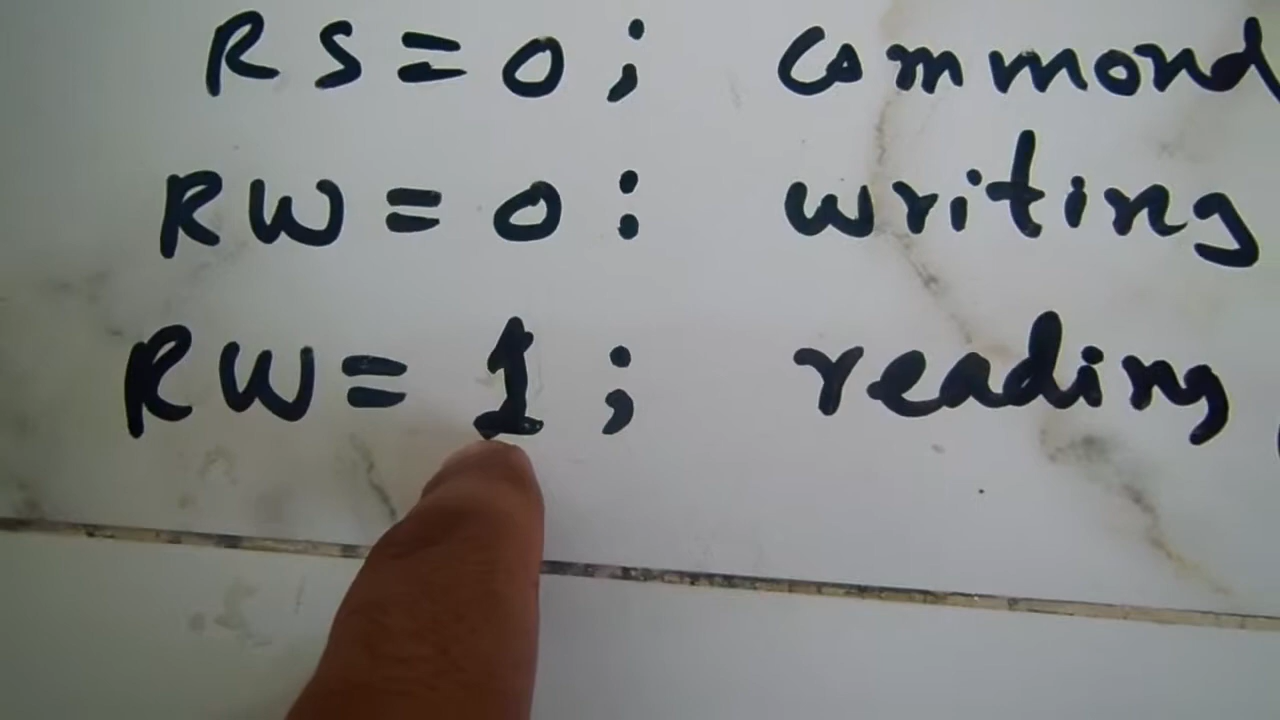 RS=0; commond
RW=0: writing
RW=1; reading